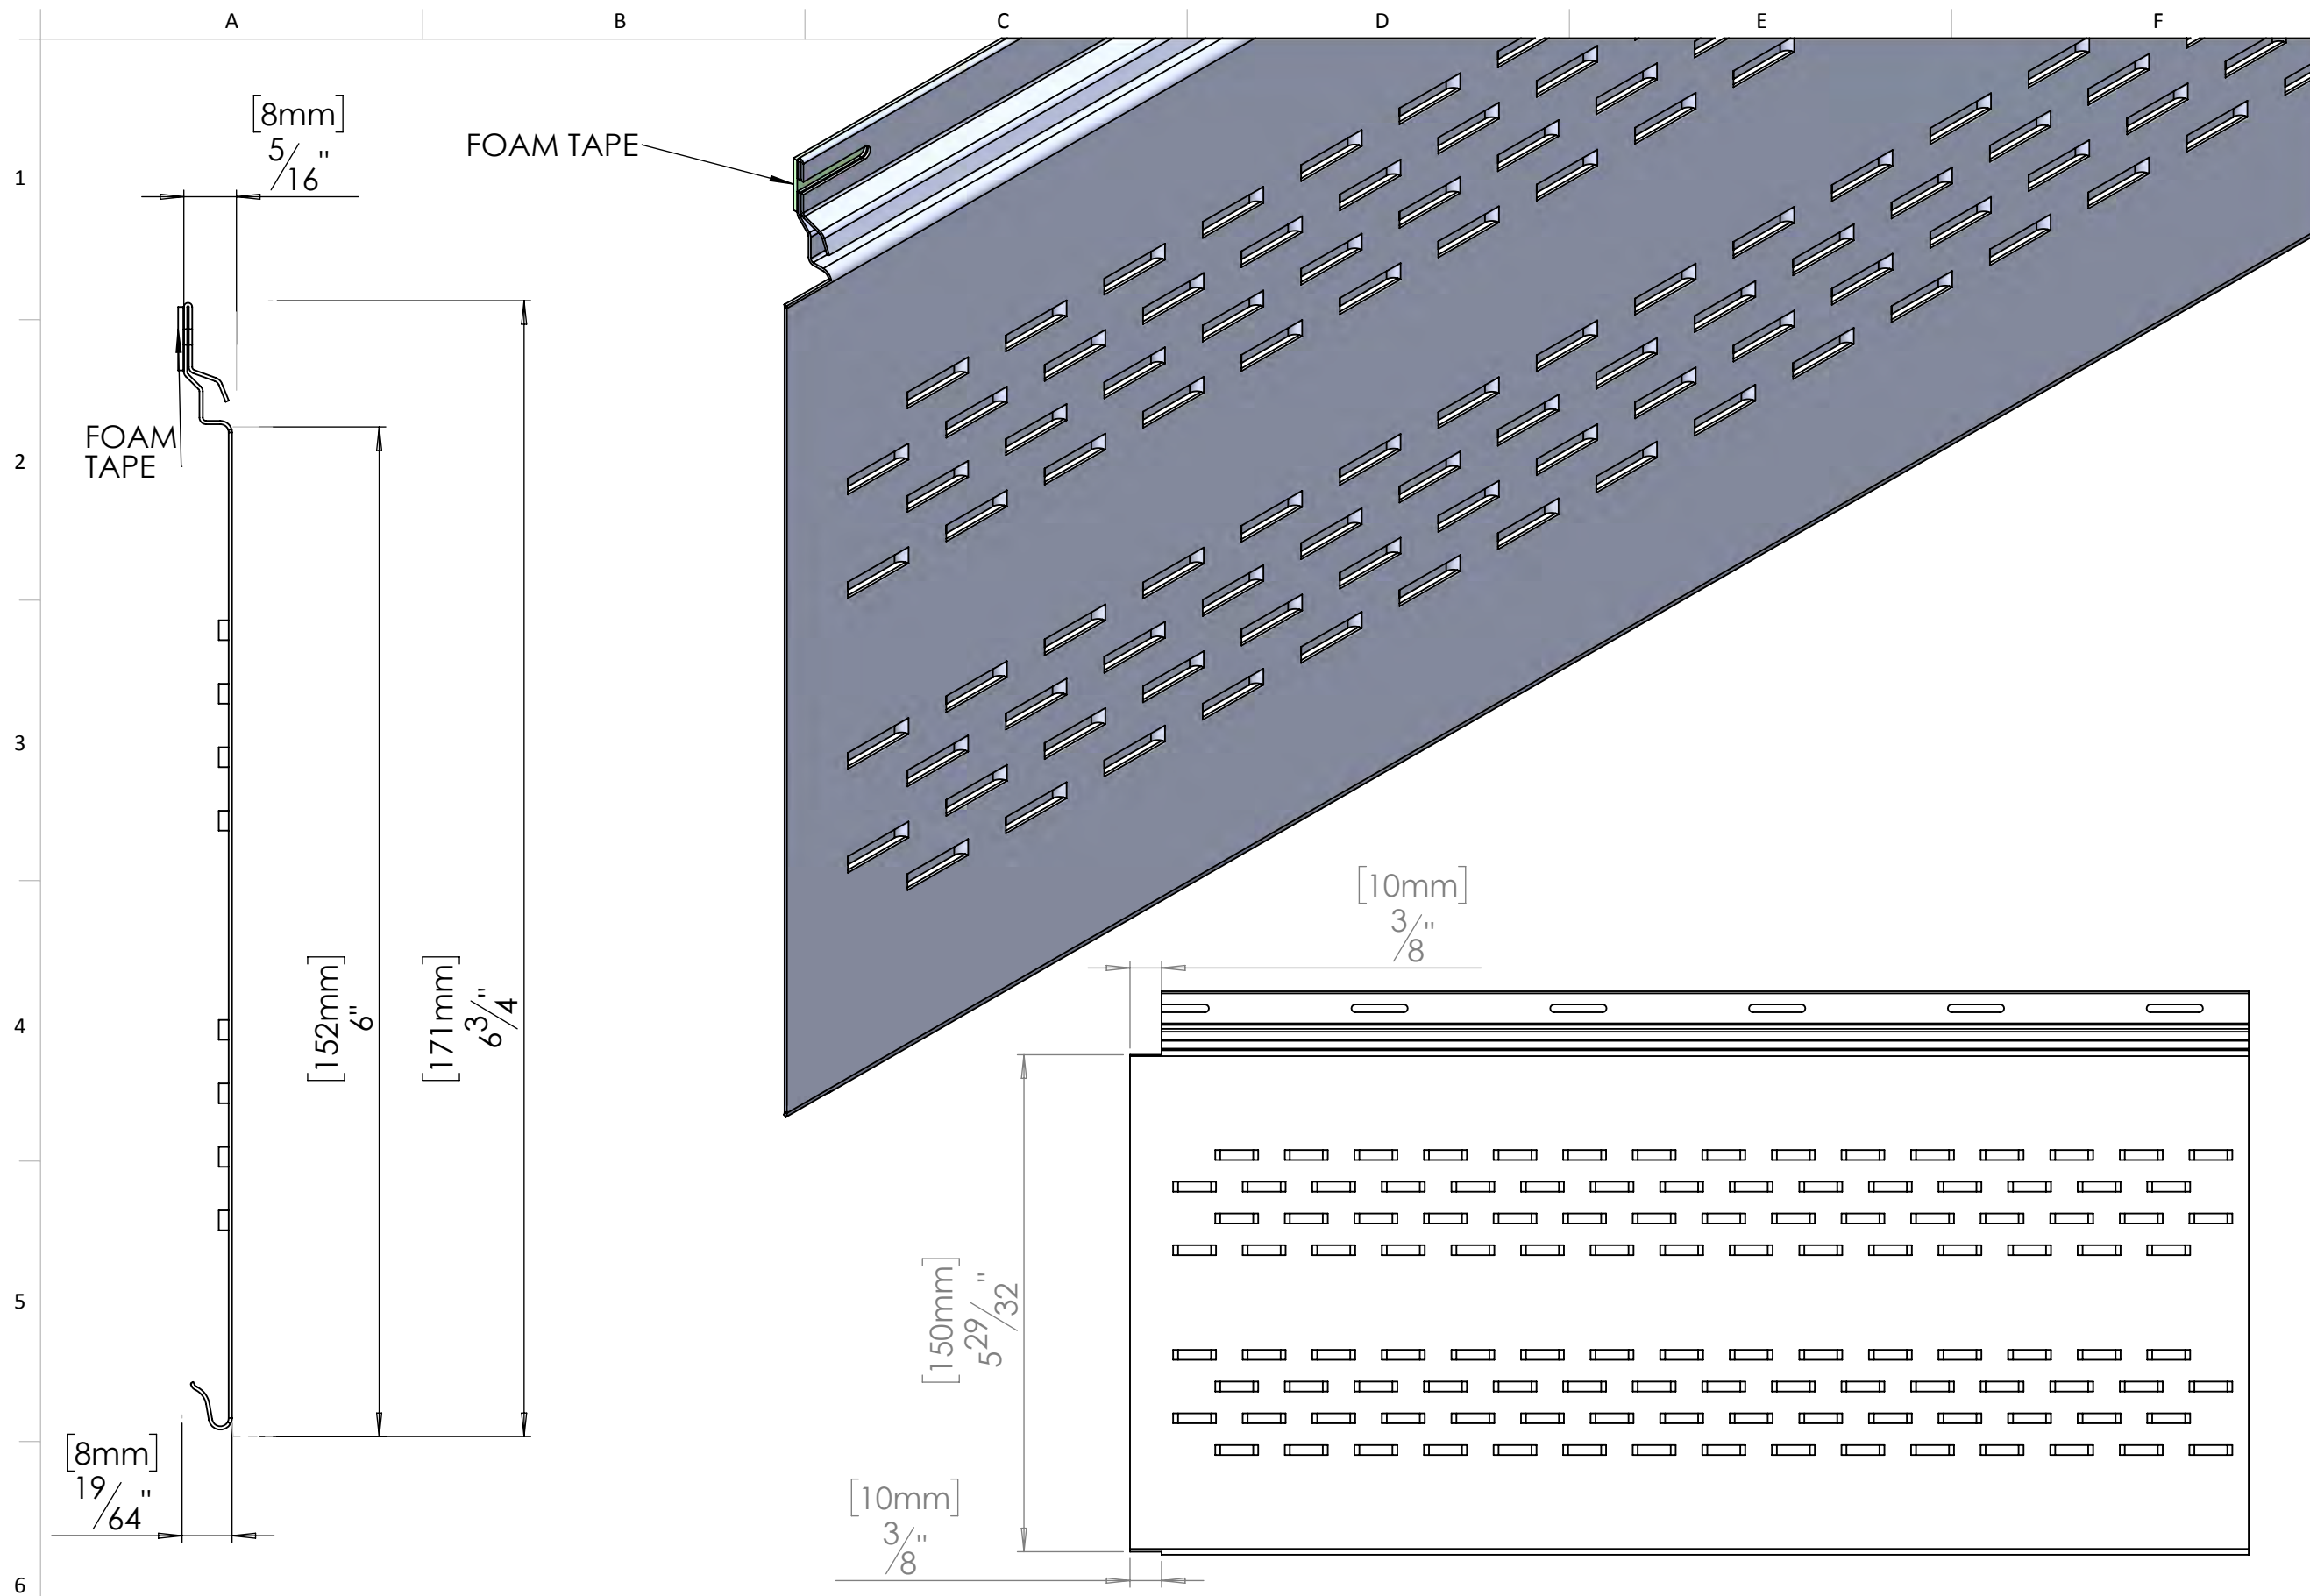 A B C D E F
1
2
3
4
5
6
[8mm]
5/16"
FOAM TAPE
FOAM
TAPE
[152mm]
6"
[171mm]
6 3/4"
[8mm]
19/64"
[10mm]
3/8"
[150mm]
5 29/32"
[10mm]
3/8"